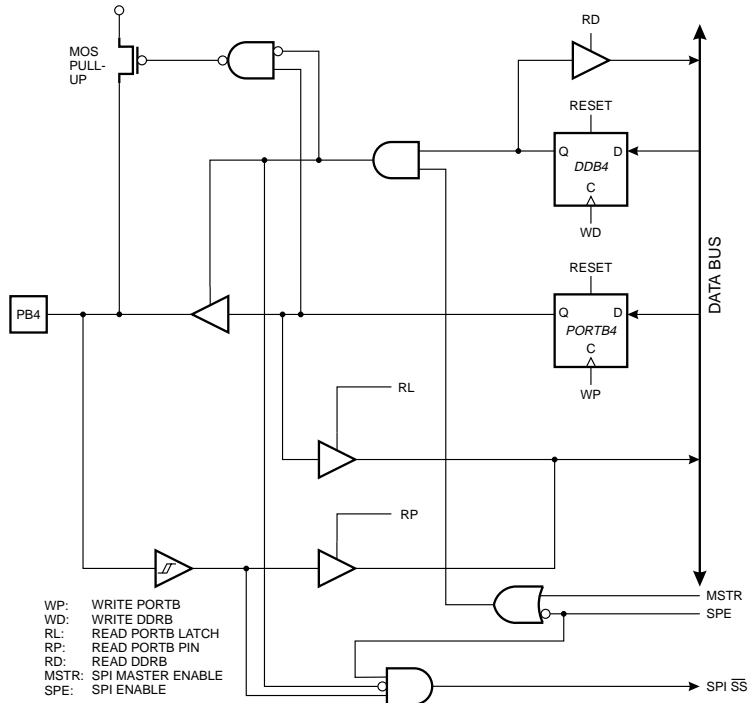 RD
MOS
PULL-
UP
RESET
Q D
DDB4
C
WD
DATA BUS
RESET
PB4
Q D
PORTB4
C
WP
RL
RP
MSTR
SPE
WP: WRITE PORTB
WD: WRITE DDRB
RL: READ PORTB LATCH
RP: READ PORTB PIN
RD: READ DDRB
MSTR: SPI MASTER ENABLE
SPE: SPI ENABLE
SPI S̅S̅